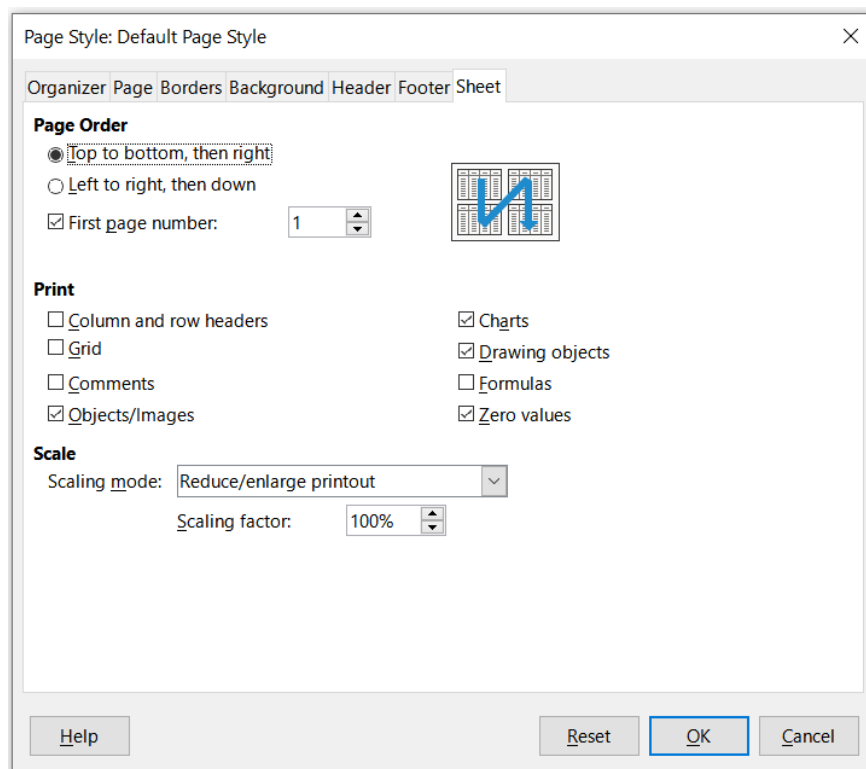 Page Style: Default Page Style
Organizer Page Borders Background Header Footer Sheet
Page Order
Top to bottom, then right
Left to right, then down
First page number: 1
Print
Column and row headers
Charts
Grid
Drawing objects
Comments
Formulas
Objects/Images
Zero values
Scale
Scaling mode: Reduce/enlarge printout
Scaling factor: 100%
Help Reset OK Cancel